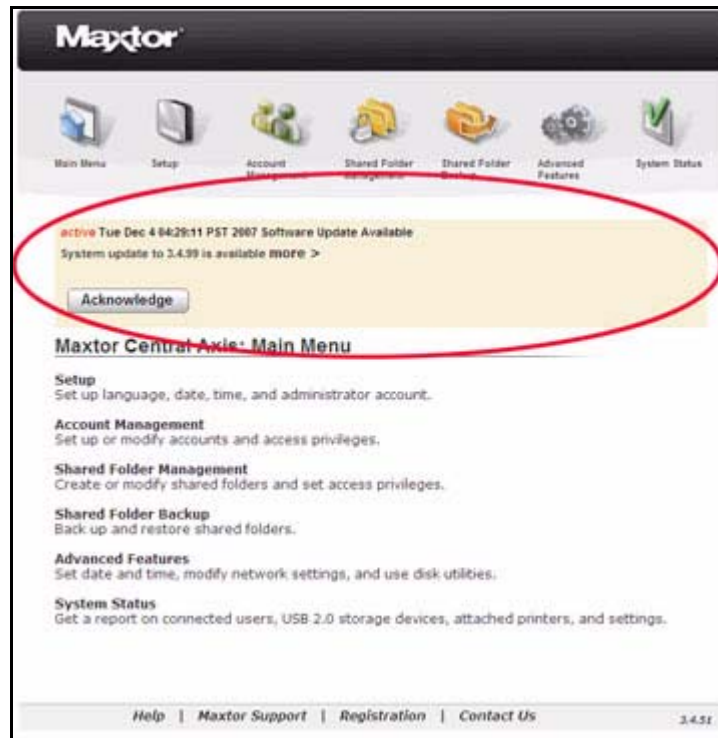 Maxtor
Main Menu
Setup
Account Management
Shared Folder Management
Shared Folder Backup
Advanced Features
System Status
active Tue Dec 4 04:29:11 PST 2007 Software Update Available
System update to 3.4.99 is available more >
Acknowledge
Maxtor Central Axis: Main Menu
Setup
Set up language, date, time, and administrator account.
Account Management
Set up or modify accounts and access privileges.
Shared Folder Management
Create or modify shared folders and set access privileges.
Shared Folder Backup
Back up and restore shared folders.
Advanced Features
Set date and time, modify network settings, and use disk utilities.
System Status
Get a report on connected users, USB 2.0 storage devices, attached printers, and settings.
Help | Maxtor Support | Registration | Contact Us
3.4.51